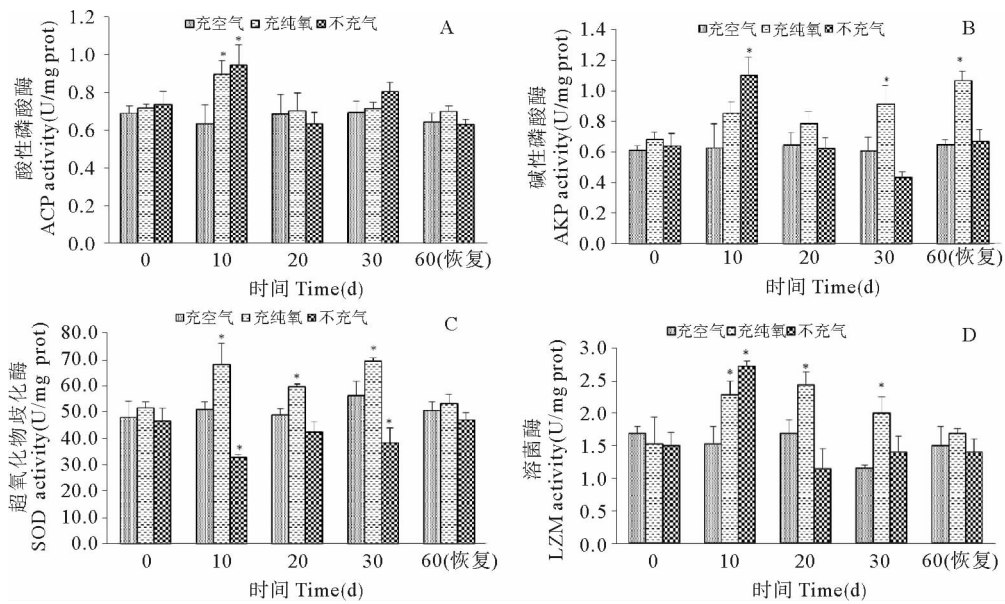 A
充空气 充纯氧 不充气
酸性磷酸酶
ACP activity(U/mg prot)
1.2
1.0
0.8
0.6
0.4
0.2
0.0
* *
0 10 20 30 60(恢复)
时间 Time(d)
B
充空气 充纯氧 不充气
碱性磷酸酶
AKP activity(U/mg prot)
1.4
1.2
1.0
0.8
0.6
0.4
0.2
0.0
* * *
0 10 20 30 60(恢复)
时间 Time(d)
C
充空气 充纯氧 不充气
超氧化物歧化酶
SOD activity(U/mg prot)
80.0
70.0
60.0
50.0
40.0
30.0
20.0
10.0
0.0
* * * * *
0 10 20 30 60(恢复)
时间 Time(d)
D
充空气 充纯氧 不充气
溶菌酶
LZM activity(U/mg prot)
3.0
2.5
2.0
1.5
1.0
0.5
0.0
* * * *
0 10 20 30 60(恢复)
时间 Time(d)